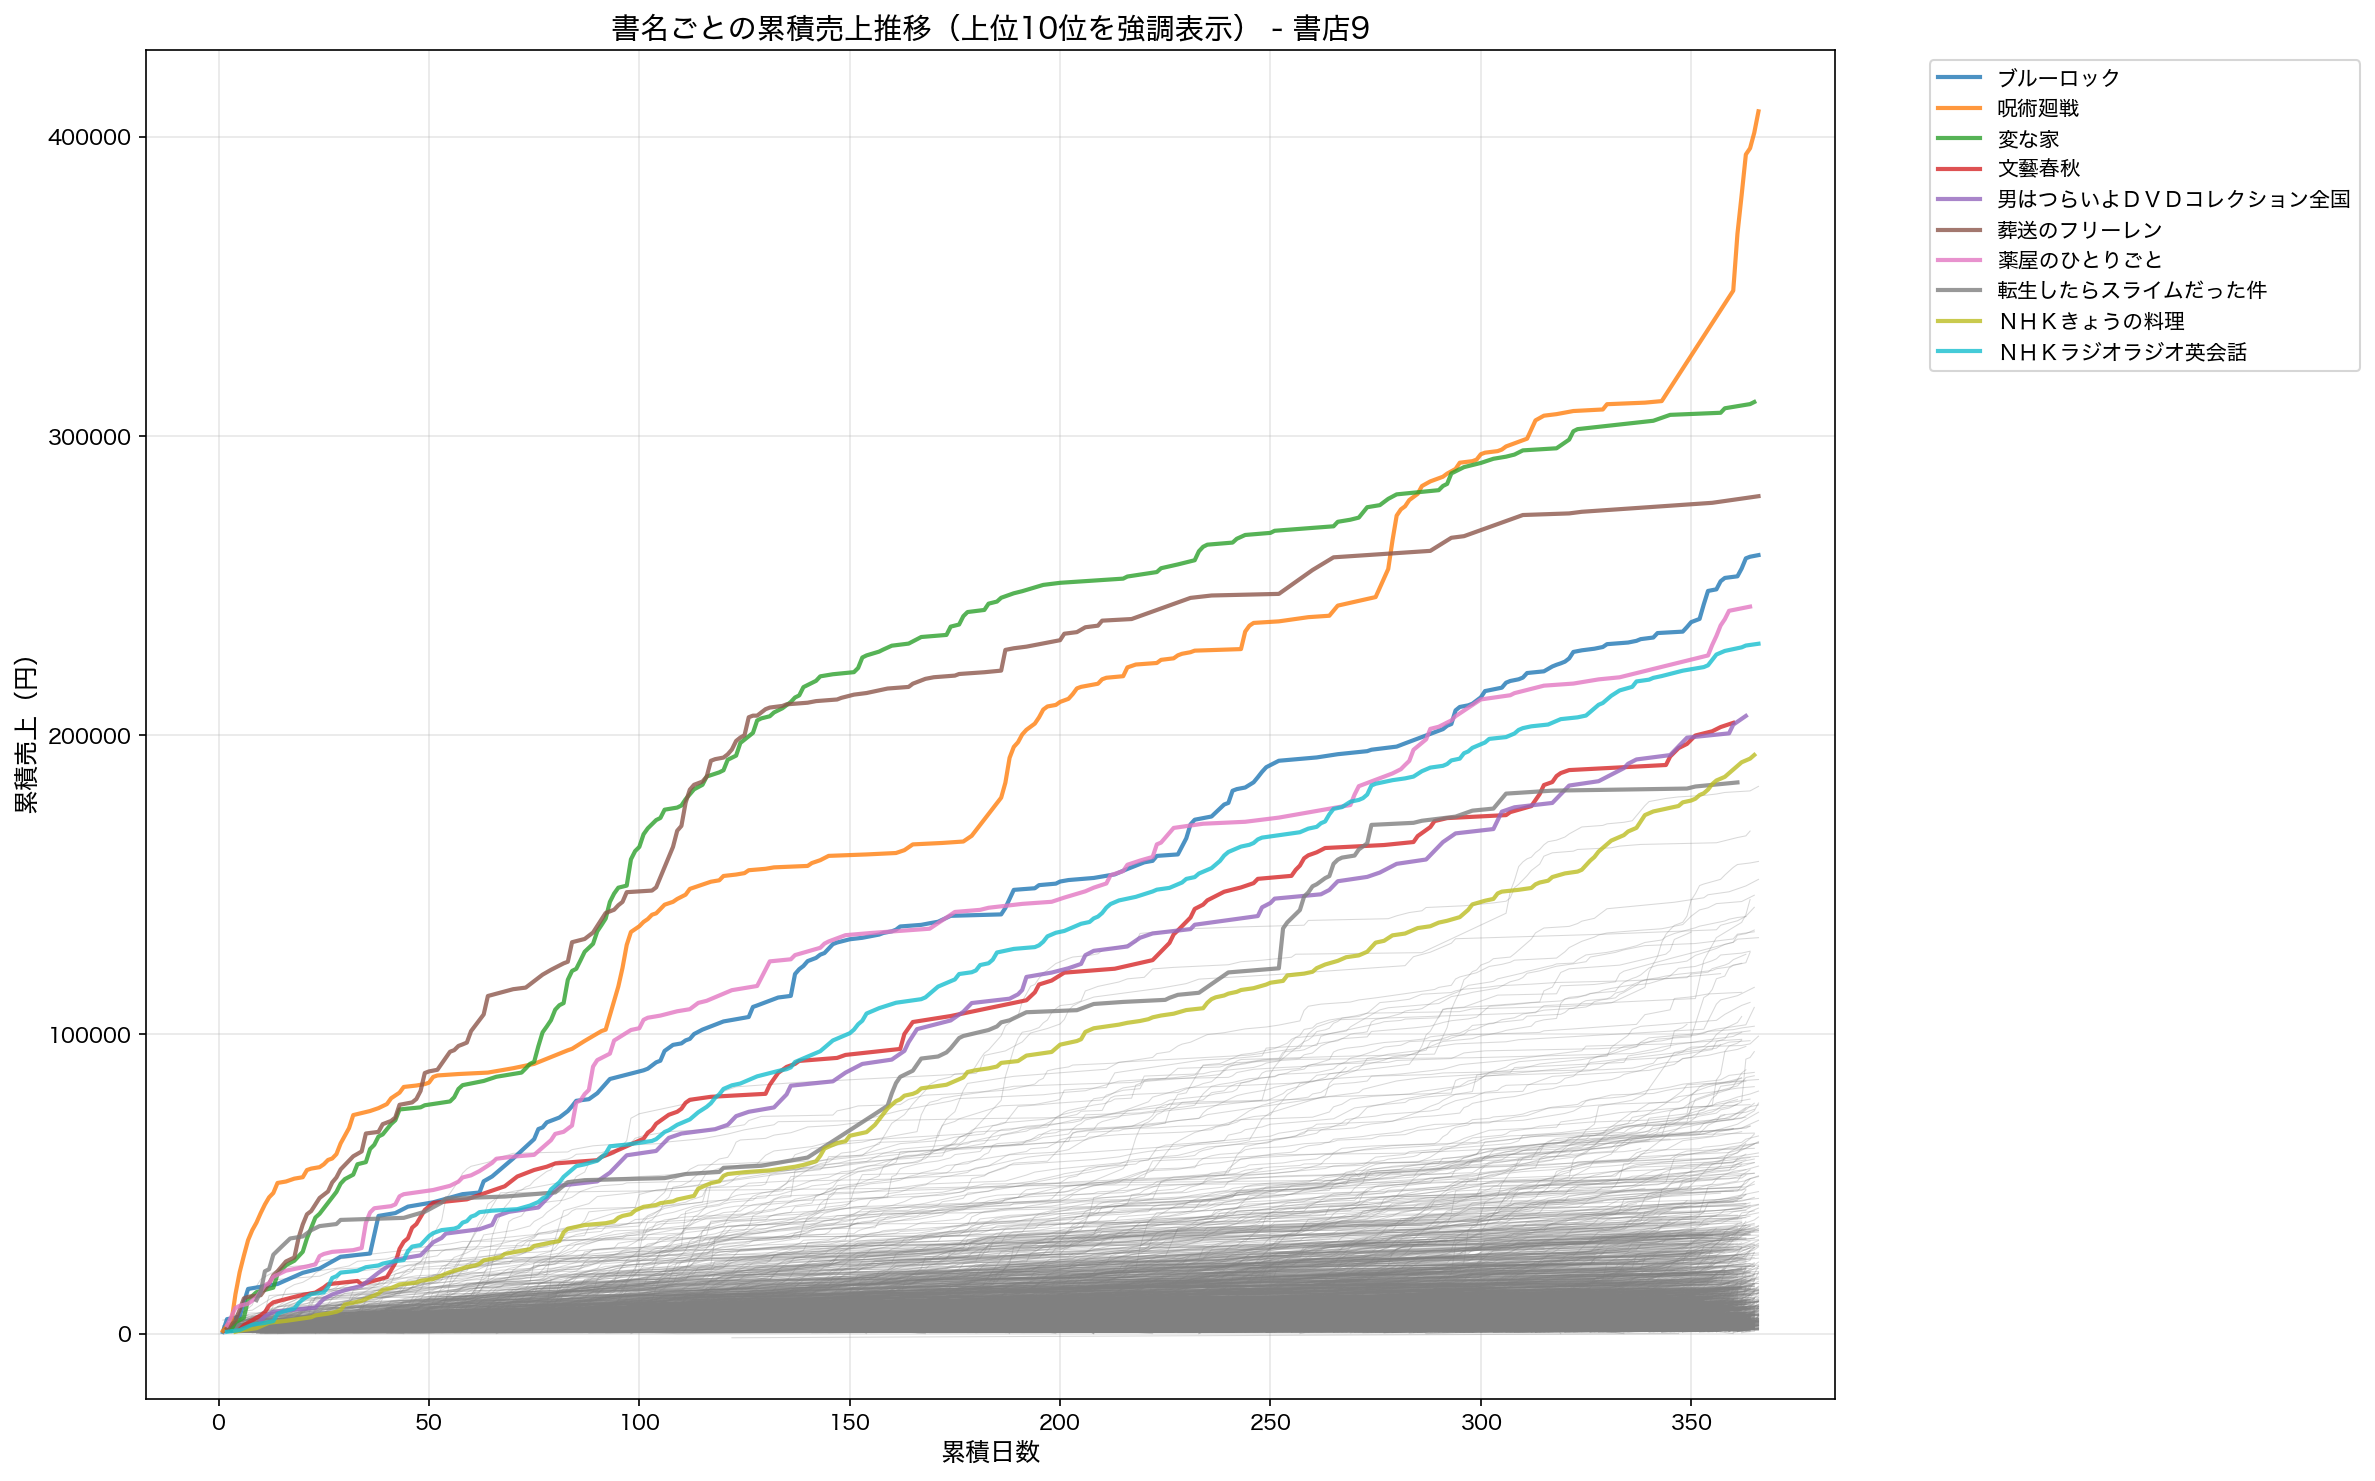 書名ごとの累積売上推移（上位10位を強調表示） - 書店9
累積売上（円）
400000
300000
200000
100000
0
0 50 100 150 200 250 300 350
累積日数
ブルーロック
呪術廻戦
変な家
文藝春秋
男はつらいよＤＶＤコレクション全国
葬送のフリーレン
薬屋のひとりごと
転生したらスライムだった件
ＮＨＫきょうの料理
ＮＨＫラジオラジオ英会話